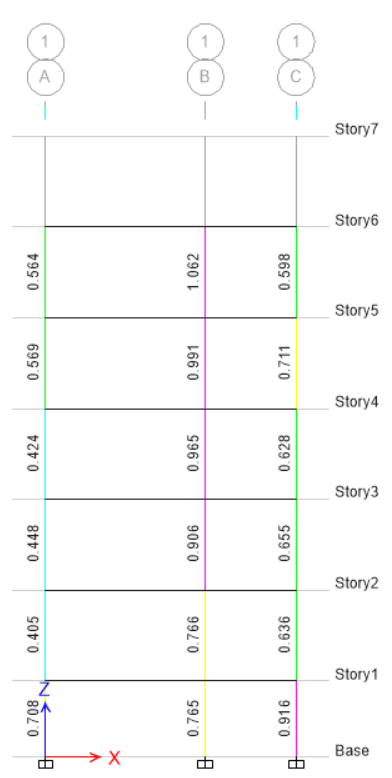 1 1 1
A B C
Story7
Story6
0.564 1.062 0.598
Story5
0.569 0.991 0.711
Story4
0.424 0.965 0.628
Story3
0.448 0.906 0.655
Story2
0.405 0.766 0.636
Story1
Z
0.708 0.765 0.916
X
Base